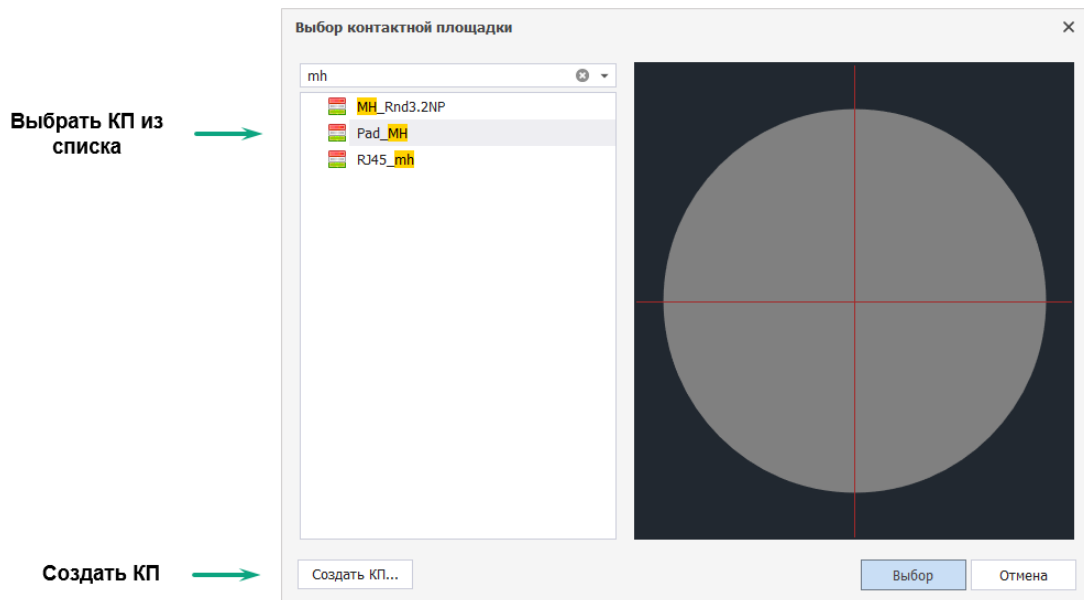 Выбор контактной площадки
mh
MH_Rnd3.2NP
Выбрать КП из
списка
Pad_MH
RJ45_mh
Создать КП
Создать КП...
Выбор
Отмена